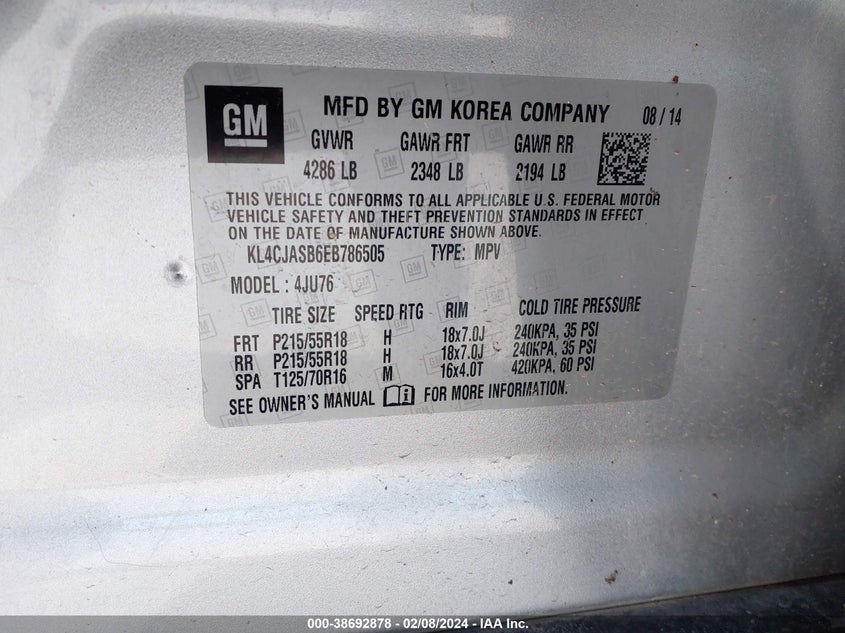 GM MFD BY GM KOREA COMPANY 08/14
GVWR GAWR FRT GAWR RR
4286 LB 2348 LB 2194 LB
THIS VEHICLE CONFORMS TO ALL APPLICABLE U.S. FEDERAL MOTOR
VEHICLE SAFETY AND THEFT PREVENTION STANDARDS IN EFFECT
ON THE DATE OF MANUFACTURE SHOWN ABOVE.
KL4CJASB6EB786505 TYPE: MPV
MODEL: 4JU76
TIRE SIZE SPEED RTG RIM COLD TIRE PRESSURE
FRT P215/55R18 H 18x7.0J 240KPA, 35 PSI
RR P215/55R18 H 18x7.0J 240KPA, 35 PSI
SPA T125/70R16 M 16x4.0T 420KPA, 60 PSI
SEE OWNER'S MANUAL FOR MORE INFORMATION.
000-38692878 - 02/08/2024 - IAA Inc.